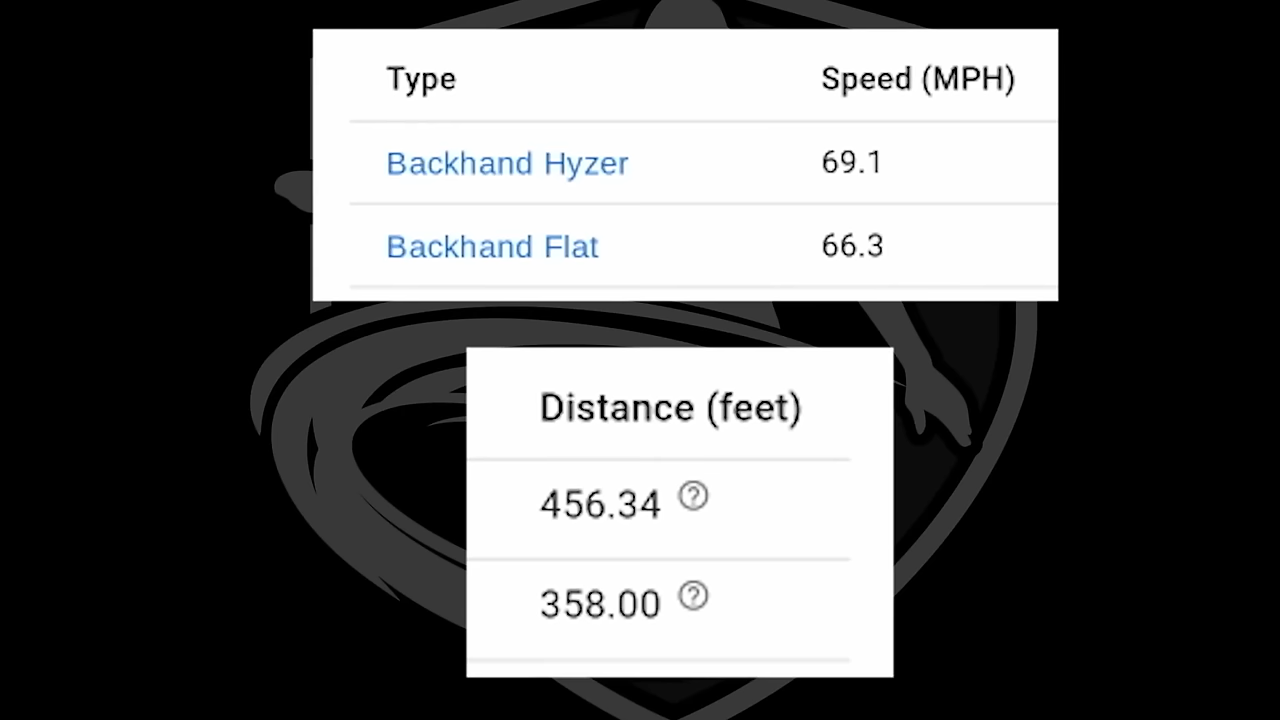 Type Speed (MPH)
Backhand Hyzer 69.1
Backhand Flat 66.3
Distance (feet)
456.34 ?
358.00 ?